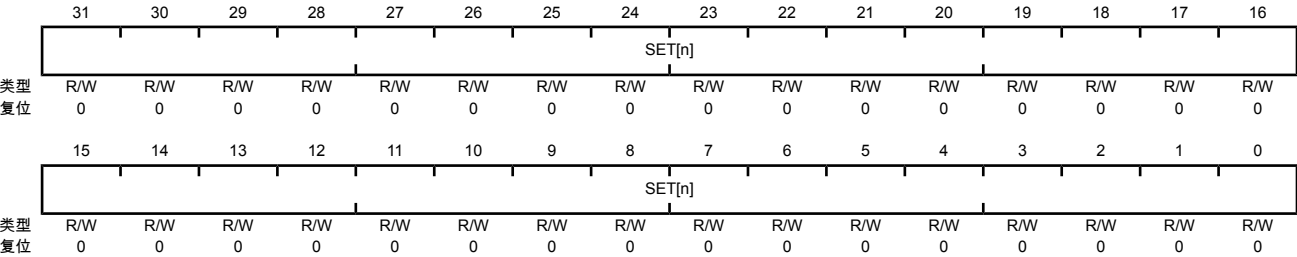 31 30 29 28 27 26 25 24 23 22 21 20 19 18 17 16
SET[n]
类型 R/W R/W R/W R/W R/W R/W R/W R/W R/W R/W R/W R/W R/W R/W R/W R/W
复位 0 0 0 0 0 0 0 0 0 0 0 0 0 0 0 0
15 14 13 12 11 10 9 8 7 6 5 4 3 2 1 0
SET[n]
类型 R/W R/W R/W R/W R/W R/W R/W R/W R/W R/W R/W R/W R/W R/W R/W R/W
复位 0 0 0 0 0 0 0 0 0 0 0 0 0 0 0 0